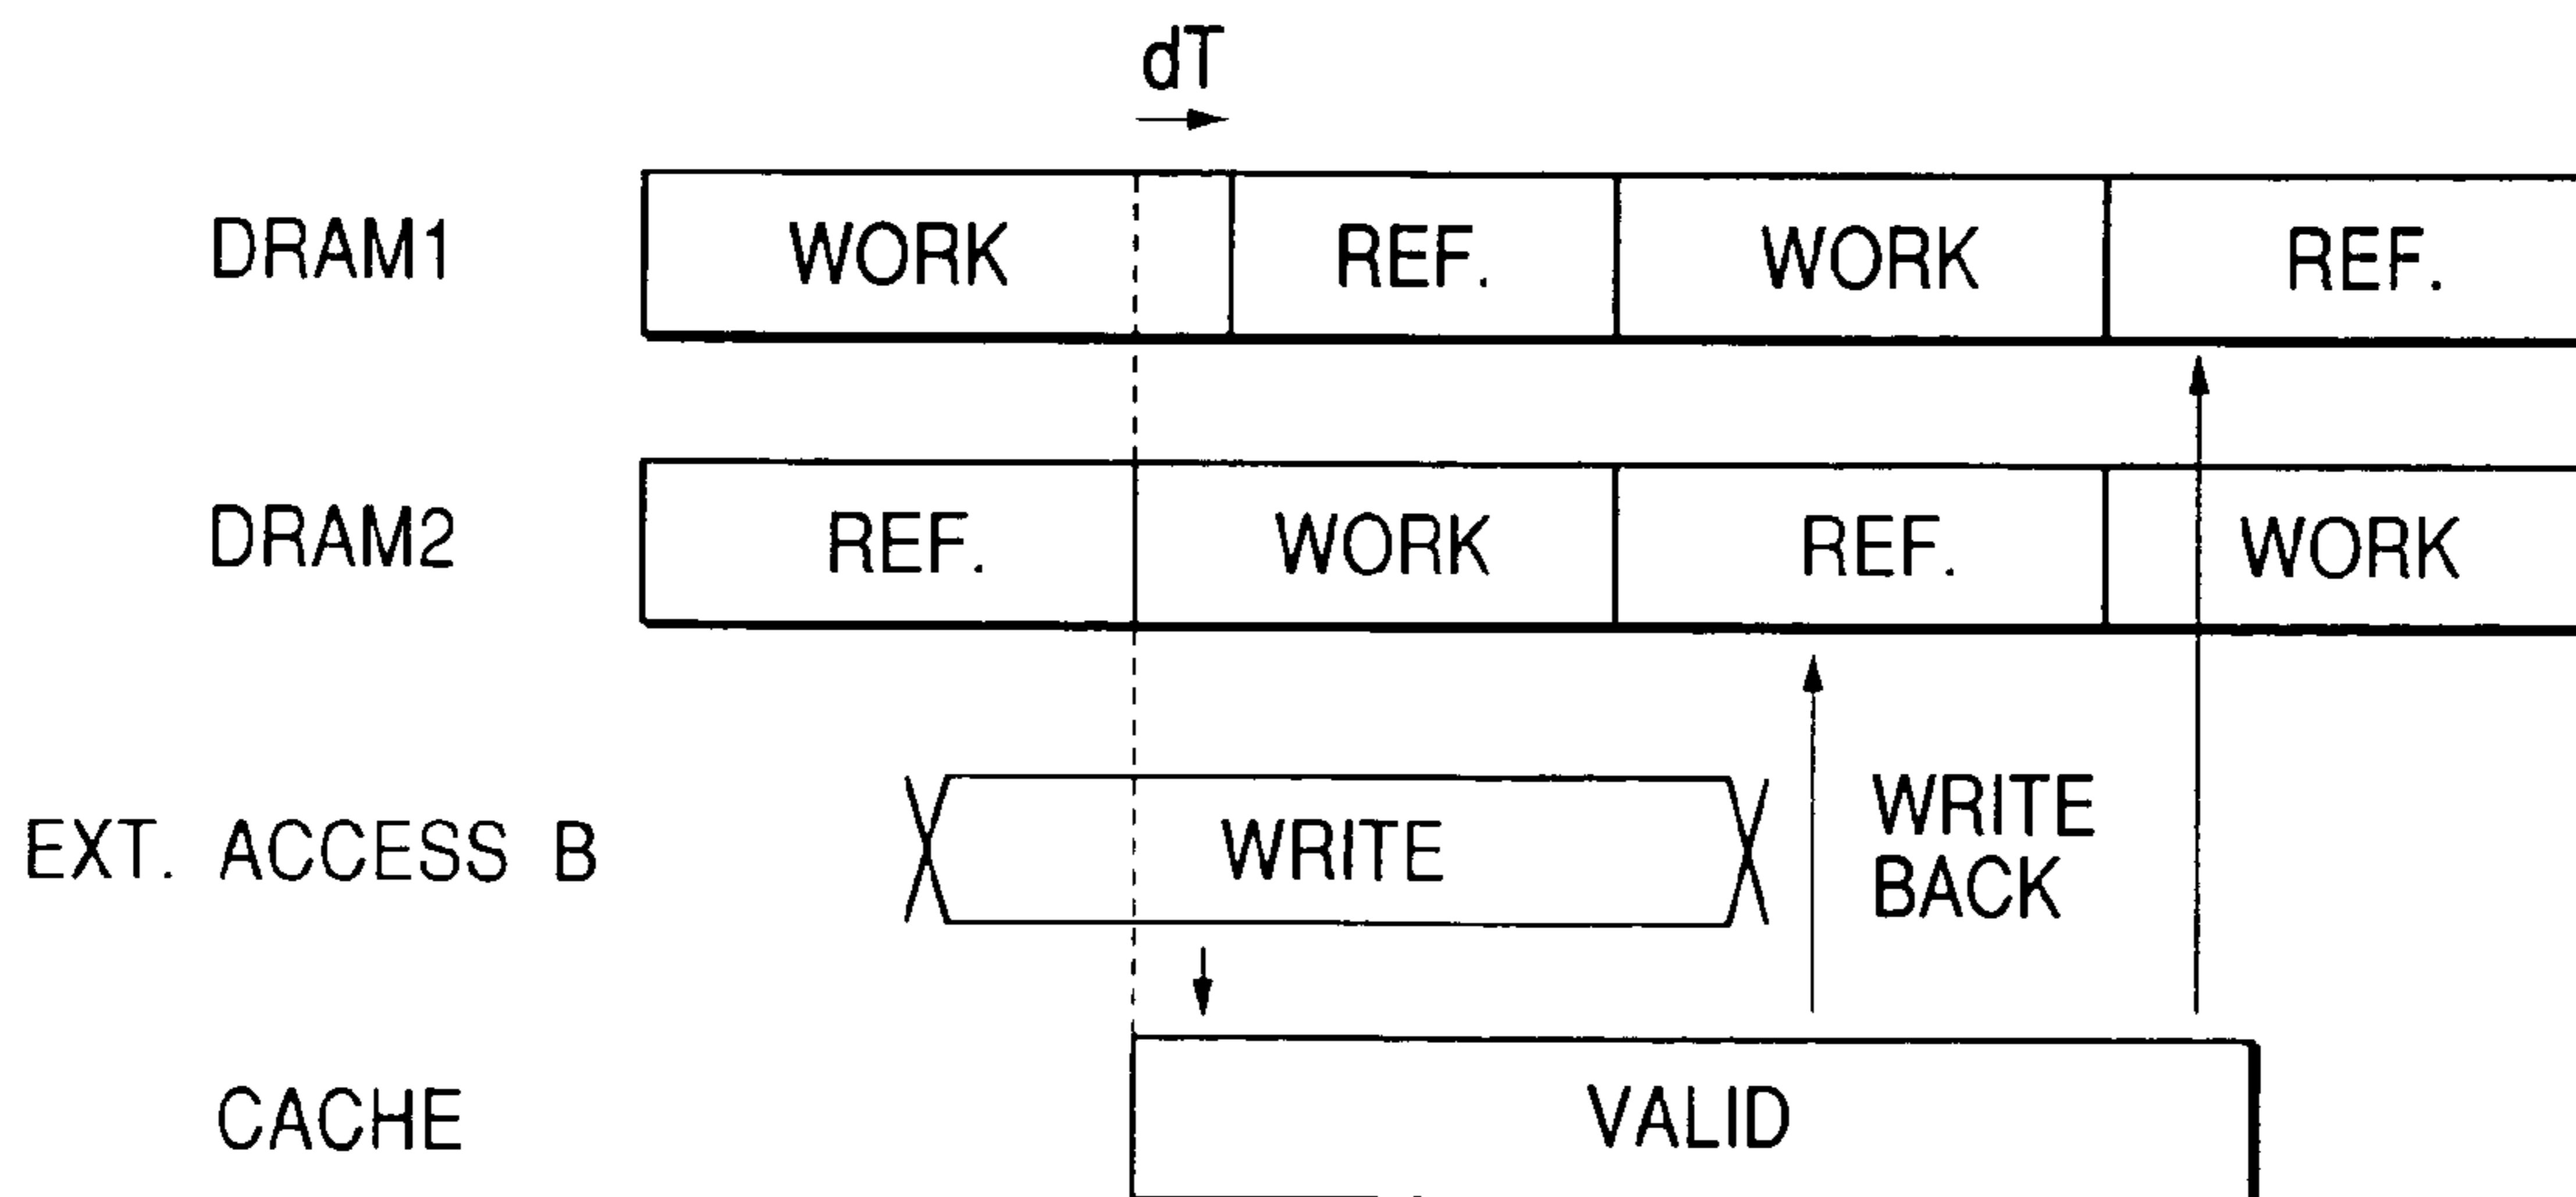 dT
DRAM1 WORK REF. WORK REF.
DRAM2 REF. WORK REF. WORK
EXT. ACCESS B WRITE WRITE
BACK
CACHE VALID